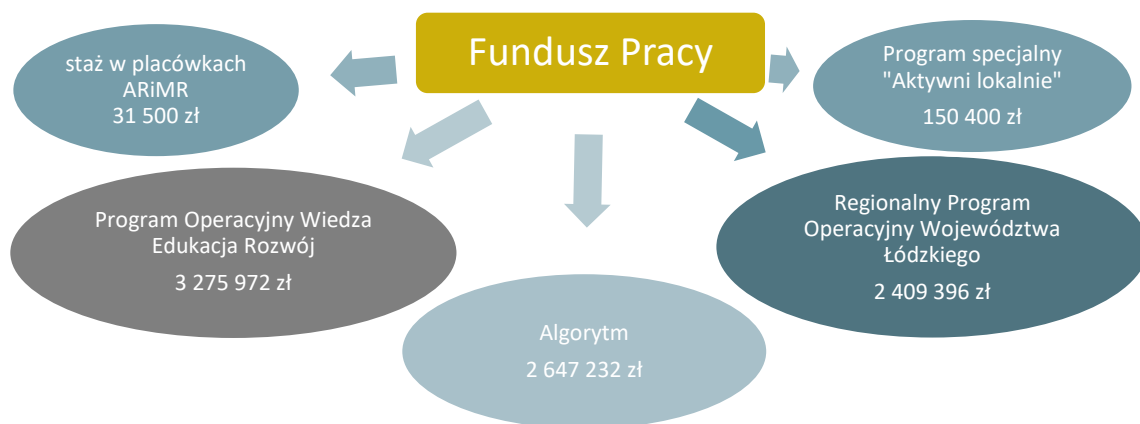 Fundusz Pracy
staż w placówkach
ARiMR
31 500 zł
Program specjalny
"Aktywni lokalnie"
150 400 zł
Program Operacyjny Wiedza
Edukacja Rozwój
3 275 972 zł
Regionalny Program
Operacyjny Województwa
Łódzkiego
2 409 396 zł
Algorytm
2 647 232 zł